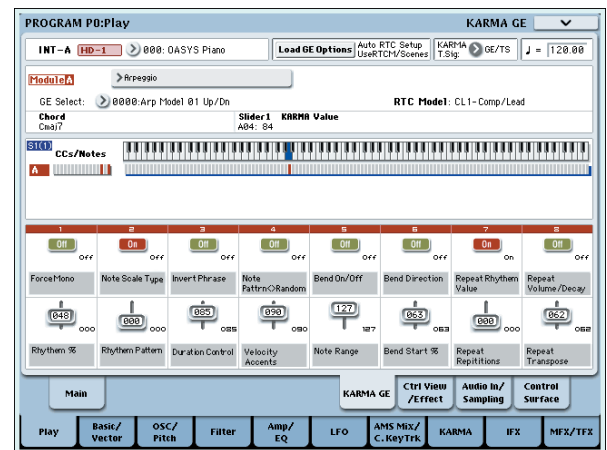 PROGRAM P0:Play KARMA GE
INT-A HD-1 000: OASYS Piano Load GE Options Auto RTC Setup UseRTCM/Scenes KARMA T.Sig: GE/TS ♩ = 120.00
Module A Arpeggio
GE Select: 0000:Arp Model 01 Up/Dn RTC Model: CL1-Comp/Lead
Chord Slider1 KARMA Value
Cmaj7 A04: 84
S1(1) CCs/Notes
A
1 2 3 4 5 6 7 8
Off On Off Off Off Off On Off
Off Off Off Off Off Off On Off
Force Mono Note Scale Type Invert Phrase Note Pattrn<>Random Bend On/Off Bend Direction Repeat Rhythem Value Repeat Volume/Decay
048 000 085 090 127 063 000 062
000 000 085 090 127 063 000 062
Rhythem % Rhythem Pattern Duration Control Velocity Accents Note Range Bend Start % Repeat Repititions Repeat Transpose
Main KARMA GE Ctrl View /Effect Audio In/ Sampling Control Surface
Play Basic/ Vector OSC/ Pitch Filter Amp/ EQ LFO AMS Mix/ C.KeyTrk KARMA IFX MFX/TFX